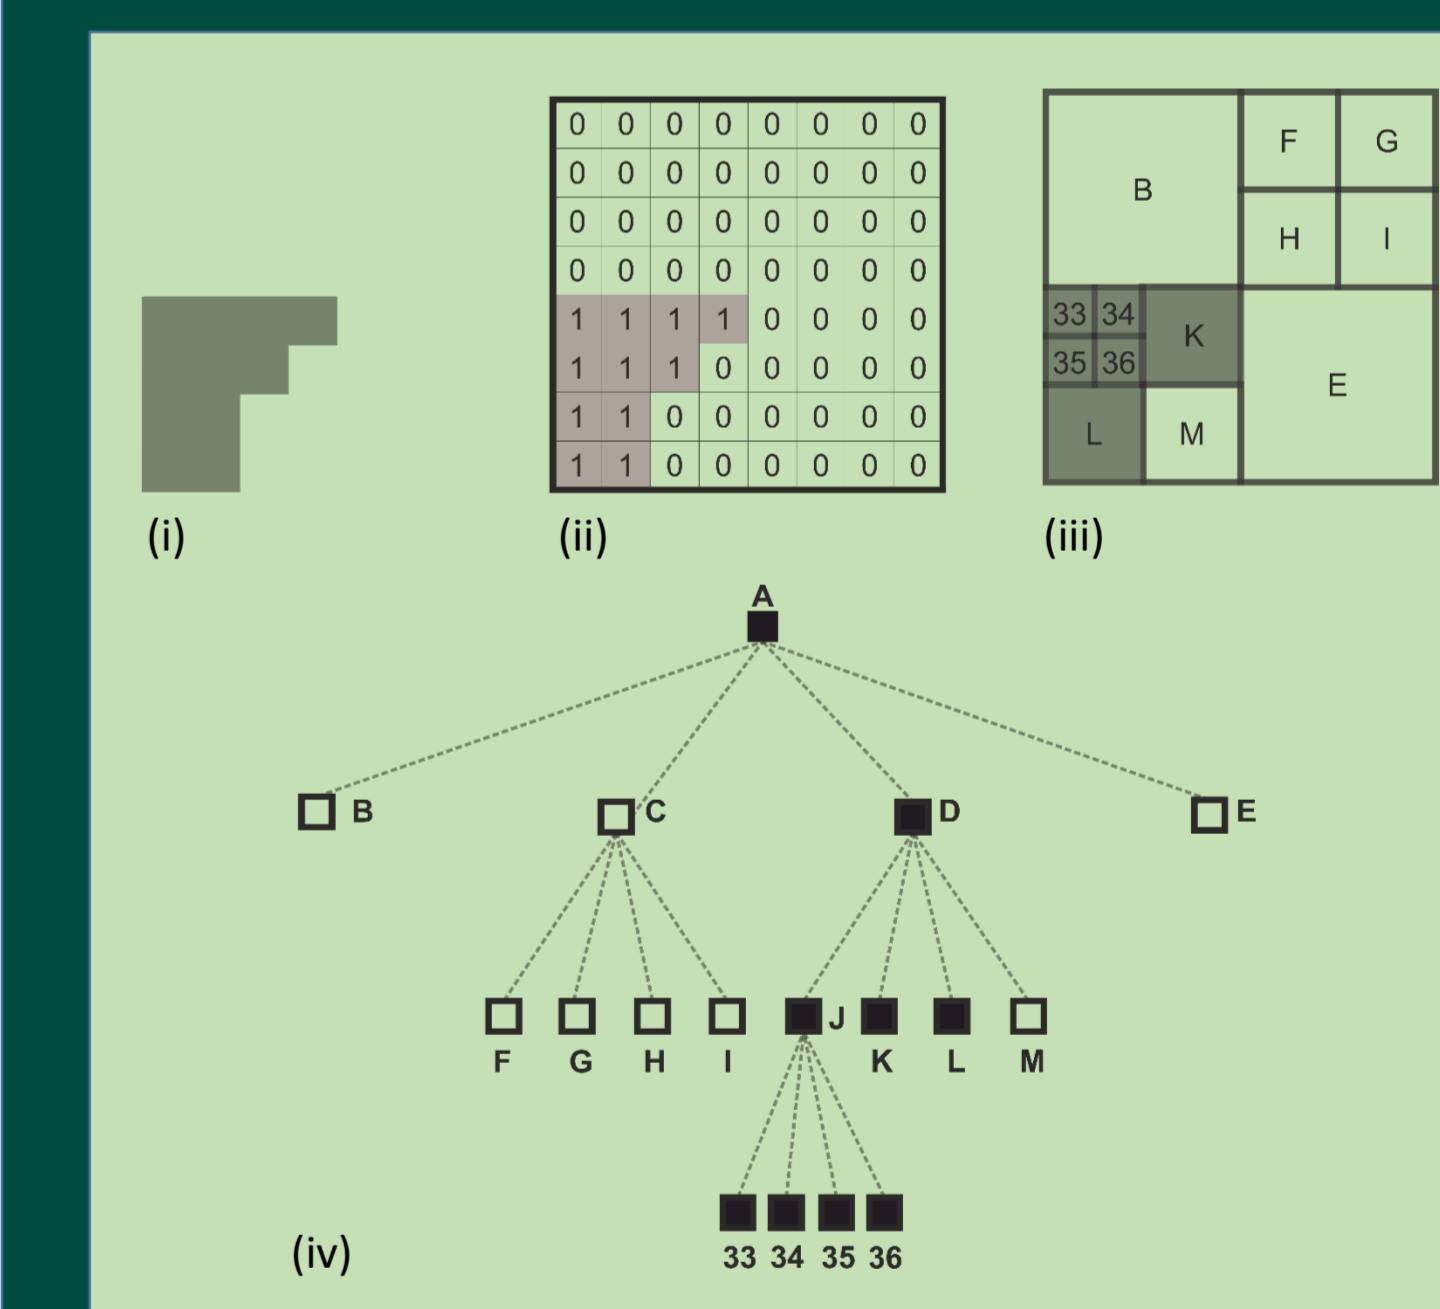 0 0 0 0 0 0 0 0
0 0 0 0 0 0 0 0
0 0 0 0 0 0 0 0
0 0 0 0 0 0 0 0
1 1 1 1 0 0 0 0
1 1 1 0 0 0 0 0
1 1 0 0 0 0 0 0
1 1 0 0 0 0 0 0
F G
B
H I
33 34
K
35 36
E
L M
(i) (ii) (iii)
A
B C D E
J
F G H I K L M
33 34 35 36
(iv)